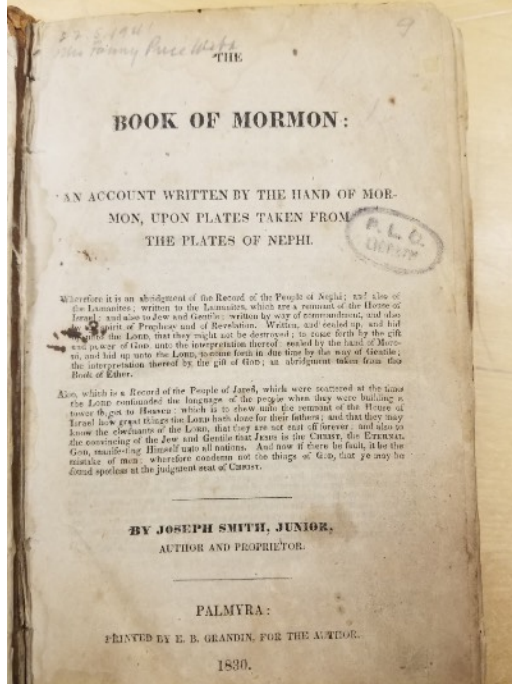 9
THE
BOOK OF MORMON:
AN ACCOUNT WRITTEN BY THE HAND OF MOR-
MON, UPON PLATES TAKEN FROM
THE PLATES OF NEPHI.
P. L. D.
LIBRARY
Wherefore it is an abridgment of the Record of the People of Nephi; and also of
the Lamanites; written to the Lamanites, which are a remnant of the House of
Israel; and also to Jew and Gentile; written by way of commandment, and also
by the Spirit of Prophesy and of Revelation. Written, and sealed up, and hid
up unto the LORD, that they might not be destroyed; to come forth by the gift
and power of GOD, unto the interpretation thereof; sealed by the hand of Moro-
ni, and hid up unto the LORD, to come forth in due time by the way of Gentile;
the interpretation thereof by the gift of GOD; an abridgment taken from the
Book of Ether.
Also, which is a Record of the People of Jared, which were scattered at the time
the LORD confounded the language of the people when they were building a
tower to get to Heaven: which is to shew unto the remnant of the House of
Israel how great things the LORD hath done for their fathers; and that they may
know the covenants of the LORD, that they are not cast off forever; and also to
the convincing of the Jew and Gentile that JESUS is the CHRIST, the ETERNAL
GOD, manifesting Himself unto all nations. And now if there be fault, it be the
mistake of men; wherefore condemn not the things of GOD, that ye may be
found spotless at the judgment seat of CHRIST.
BY JOSEPH SMITH, JUNIOR,
AUTHOR AND PROPRIETOR.
PALMYRA:
PRINTED BY E. B. GRANDIN, FOR THE AUTHOR.
1830.